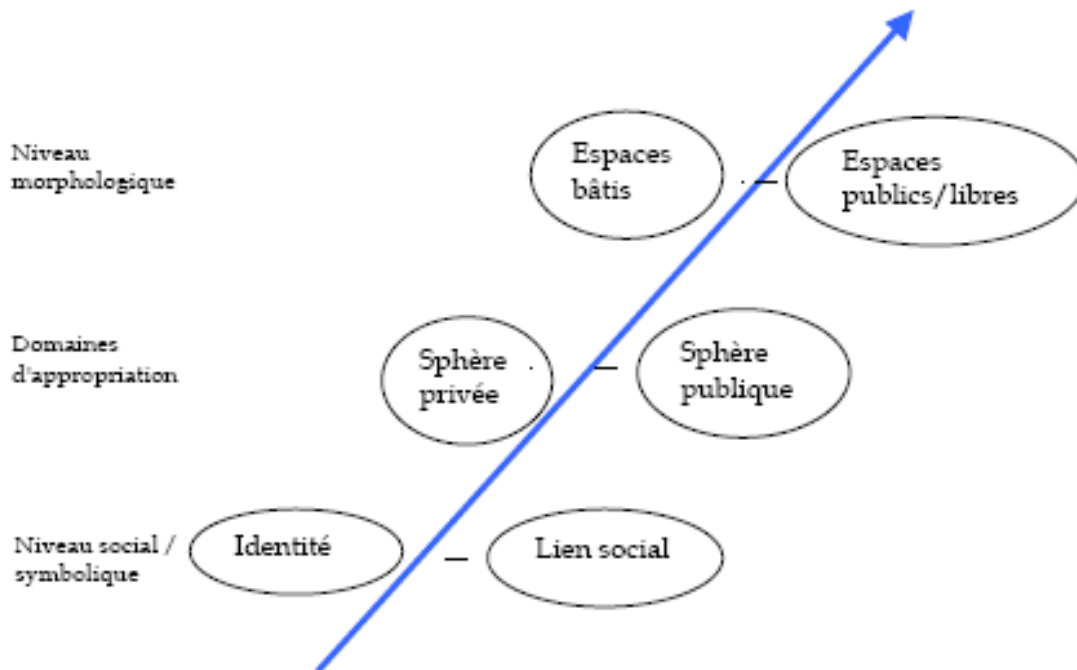 Niveau
morphologique
Espaces
bâtis
Espaces
publics/libres
Domaines
d'appropriation
Sphère
privée
Sphère
publique
Niveau social /
symbolique
Identité
Lien social